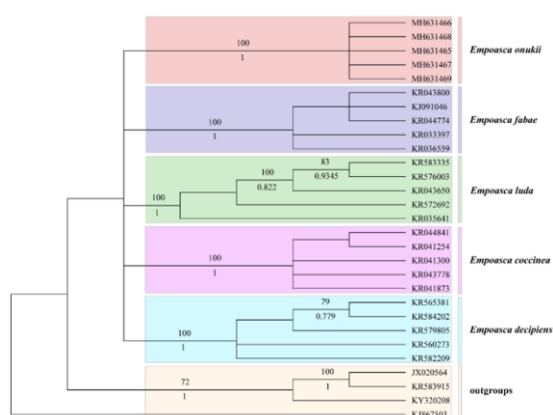 MH631466
MH631468
100
MH631465
Empoasca onukii
1
MH631467
MH631469
KR043800
KJ091046
100
KR044774
Empoasca fabae
1
KR033397
KR036559
83
KR583335
100
0.9345
KR576003
0.822
KR043650
Empoasca luda
100
KR572692
1
KR035641
KR044841
KR041254
100
KR041300
Empoasca coccinea
1
KR043778
KR041873
79
KR565381
0.779
KR584202
100
KR579805
Empoasca decipiens
1
KR560273
KR582209
100
JX020564
72
1
KR583915
outgroups
1
KY320208
KJ867503